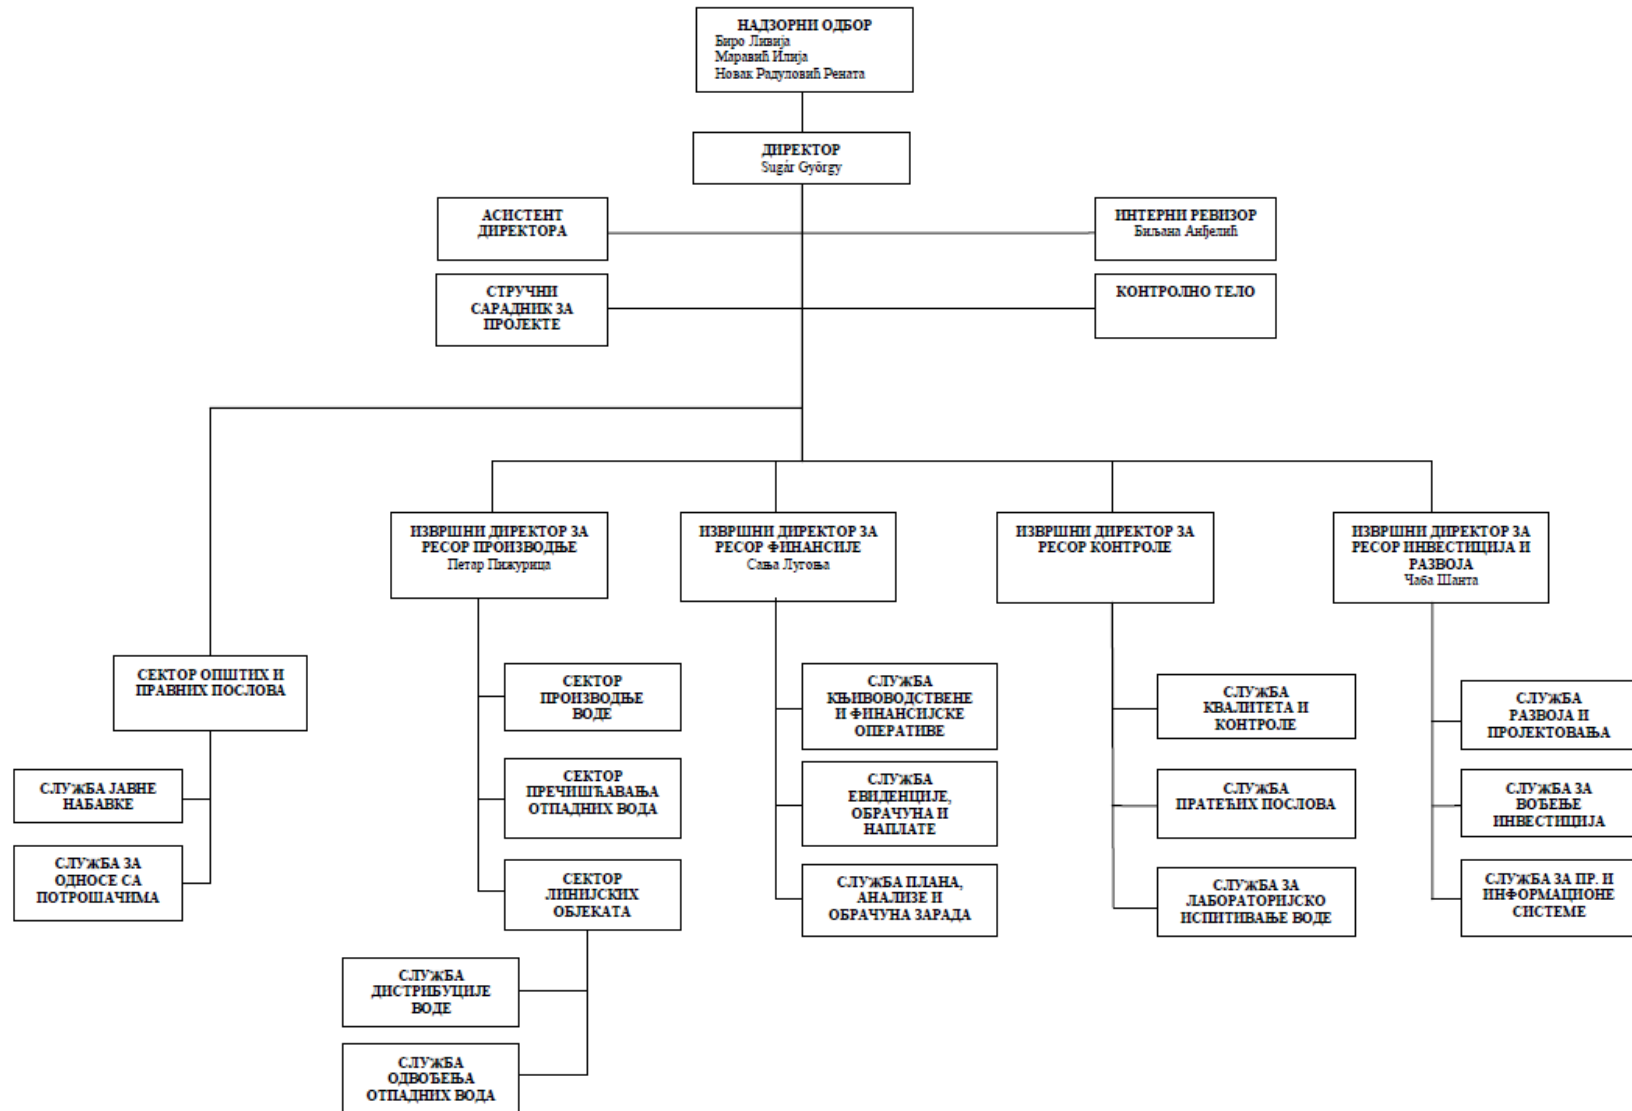 НАДЗОРНИ ОДБОР
Биро Ливија
Маравић Илија
Новак Радуловић Рената
ДИРЕКТОР
Sugár György
АСИСТЕНТ
ДИРЕКТОРА
ИНТЕРНИ РЕВИЗОР
Биљана Анђелић
СТРУЧНИ
САРАДНИК ЗА
ПРОЈЕКТЕ
КОНТРОЛНО ТЕЛО
ИЗВРШНИ ДИРЕКТОР ЗА
РЕСОР ПРОИЗВОДЊЕ
Петар Пижурица
ИЗВРШНИ ДИРЕКТОР ЗА
РЕСОР ФИНАНСИЈЕ
Сања Лугоња
ИЗВРШНИ ДИРЕКТОР ЗА
РЕСОР КОНТРОЛЕ
ИЗВРШНИ ДИРЕКТОР ЗА
РЕСОР ИНВЕСТИЦИЈА И
РАЗВОЈА
Чаба Шанта
СЕКТОР ОПШТИХ И
ПРАВНИХ ПОСЛОВА
СЛУЖБА ЈАВНЕ
НАБАВКЕ
СЛУЖБА ЗА
ОДНОСЕ СА
ПОТРОШАЧИМА
СЕКТОР
ПРОИЗВОДЊЕ
ВОДЕ
СЕКТОР
ПРЕЧИШЋАВАЊА
ОТПАДНИХ ВОДА
СЕКТОР
ЛИНИЈСКИХ
ОБЈЕКАТА
СЛУЖБА
ДИСТРИБУЦИЈЕ
ВОДЕ
СЛУЖБА
ОДВОЂЕЊА
ОТПАДНИХ ВОДА
СЛУЖБА
КЊИВОВОДСТВЕНЕ
И ФИНАНСИЈСКЕ
ОПЕРАТИВЕ
СЛУЖБА
ЕВИДЕНЦИЈЕ,
ОБРАЧУНА И
НАПЛАТЕ
СЛУЖБА ПЛАНА,
АНАЛИЗЕ И
ОБРАЧУНА ЗАРАДА
СЛУЖБА
КВАЛИТЕТА И
КОНТРОЛЕ
СЛУЖБА
ПРАТЕЋИХ ПОСЛОВА
СЛУЖБА ЗА
ЛАБОРАТОРИЈСКО
ИСПИТИВАЊЕ ВОДЕ
СЛУЖБА
РАЗВОЈА И
ПРОЈЕКТОВАЊА
СЛУЖБА ЗА
ВОЂЕЊЕ
ИНВЕСТИЦИЈА
СЛУЖБА ЗА ПР. И
ИНФОРМАЦИОНЕ
СИСТЕМЕ